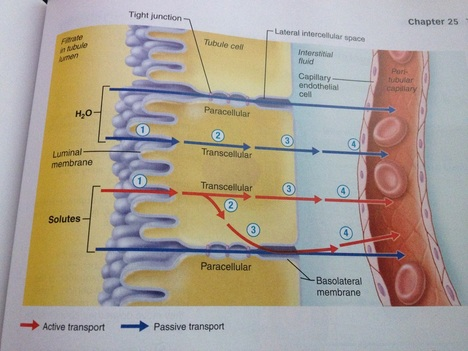 Chapter 25
Tight junction
Lateral intercellular space
Filtrate
in tubule
lumen
Tubule cell
Interstitial
fluid
Capillary
endothelial
cell
Peri-
tubular
capillary
H2O
Paracellular
1
2
3
4
Transcellular
Luminal
membrane
1
Transcellular
3
4
2
Solutes
3
4
Paracellular
Basolateral
membrane
Active transport
Passive transport